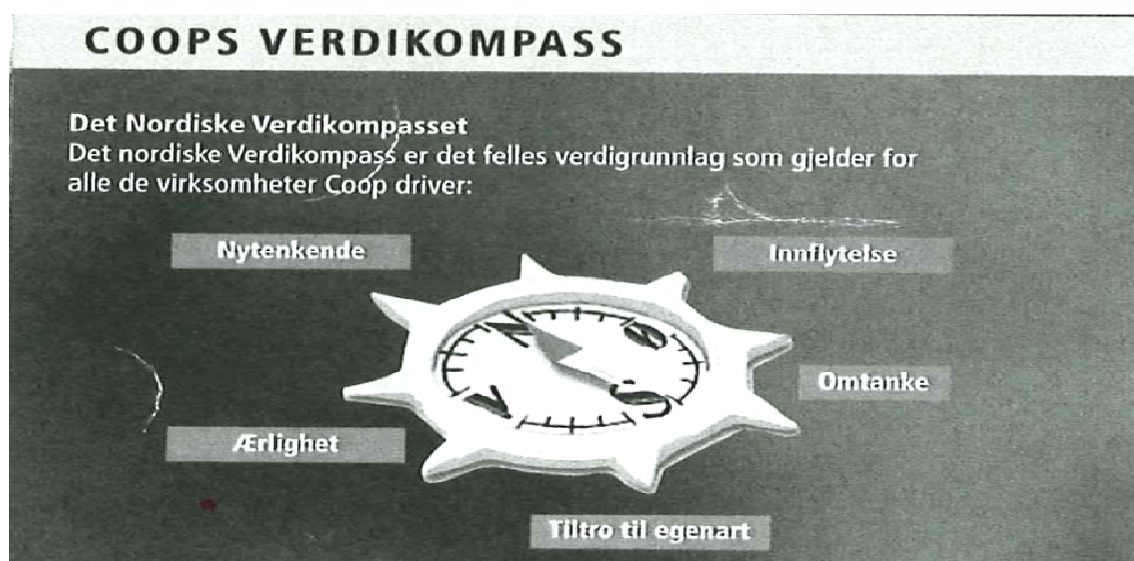 COOPS VERDIKOMPASS
Det Nordiske Verdikompasset
Det nordiske Verdikompass er det felles verdigrunnlag som gjelder for
alle de virksomheter Coop driver:
Nytenkende
Innflytelse
N
Ø
Omtanke
V
S
Ærlighet
Tiltro til egenart